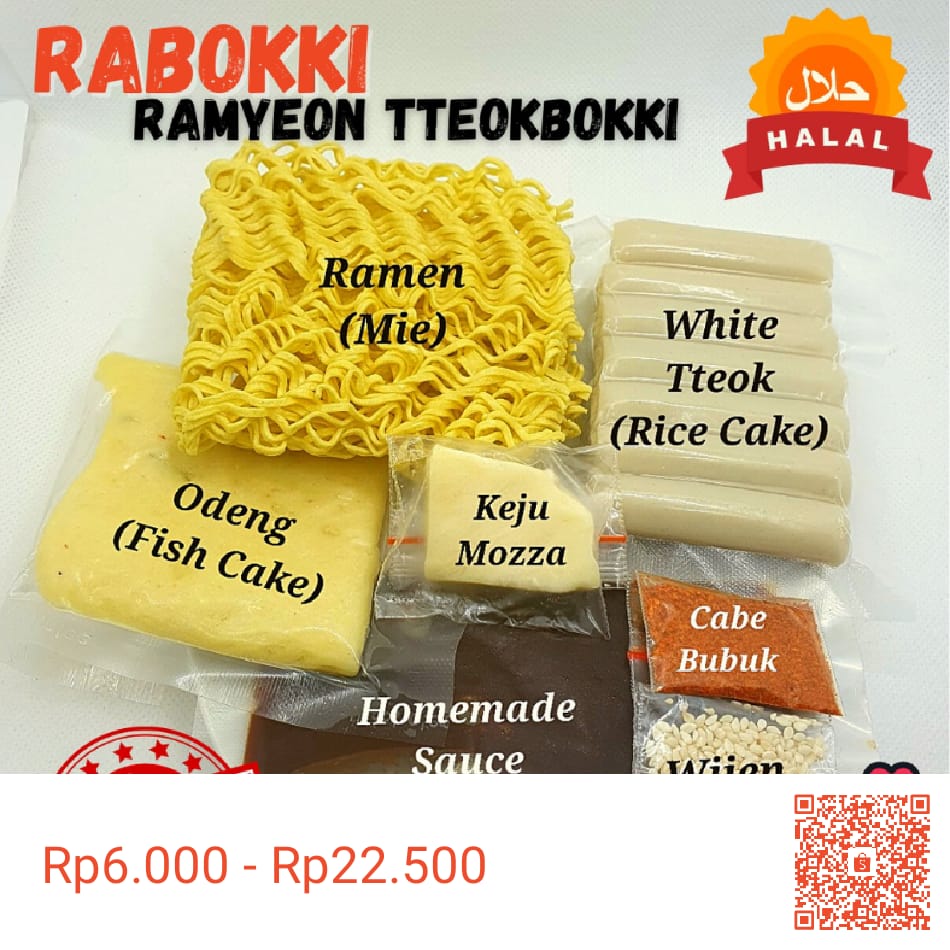 RABOKKI
RAMYEON TTEOKBOKKI
حلال
HALAL
Ramen
(Mie)
White
Tteok
(Rice Cake)
Odeng
(Fish Cake)
Keju
Mozza
Cabe
Bubuk
Homemade
Sauce
Wijen
Rp6.000 - Rp22.500